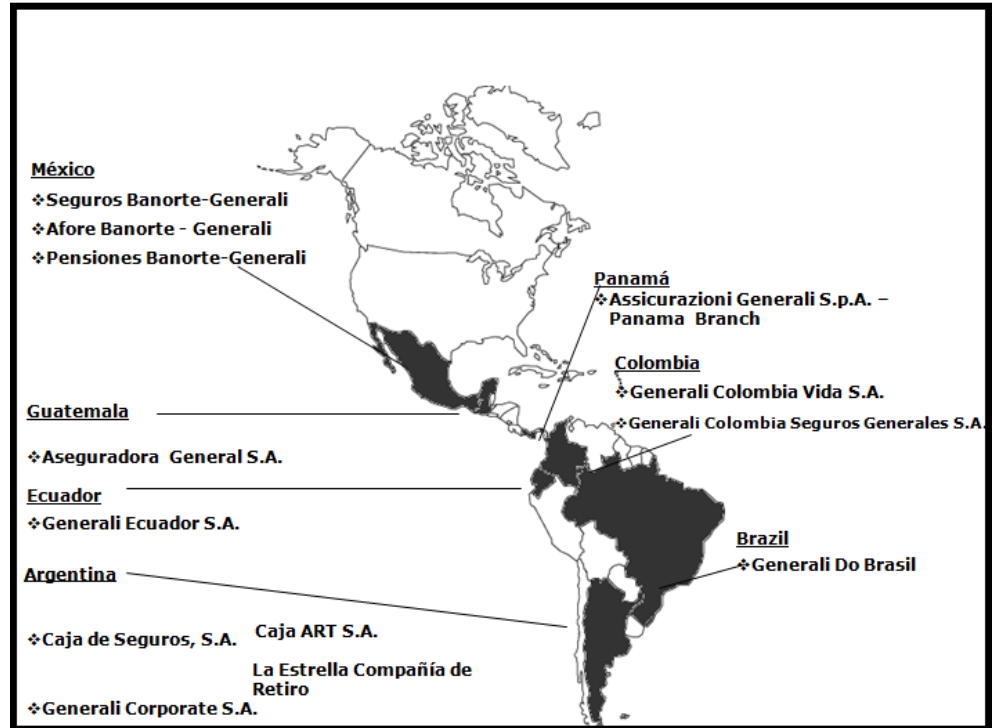 México
❖Seguros Banorte-Generali
❖Afore Banorte - Generali
❖Pensiones Banorte-Generali
Panamá
❖Assicurazioni Generali S.p.A. –
Panama Branch
Colombia
❖Generali Colombia Vida S.A.
❖Generali Colombia Seguros Generales S.A.
Guatemala
❖Aseguradora General S.A.
Ecuador
❖Generali Ecuador S.A.
Brazil
❖Generali Do Brasil
Argentina
❖Caja de Seguros, S.A.
Caja ART S.A.
La Estrella Compañía de
Retiro
❖Generali Corporate S.A.